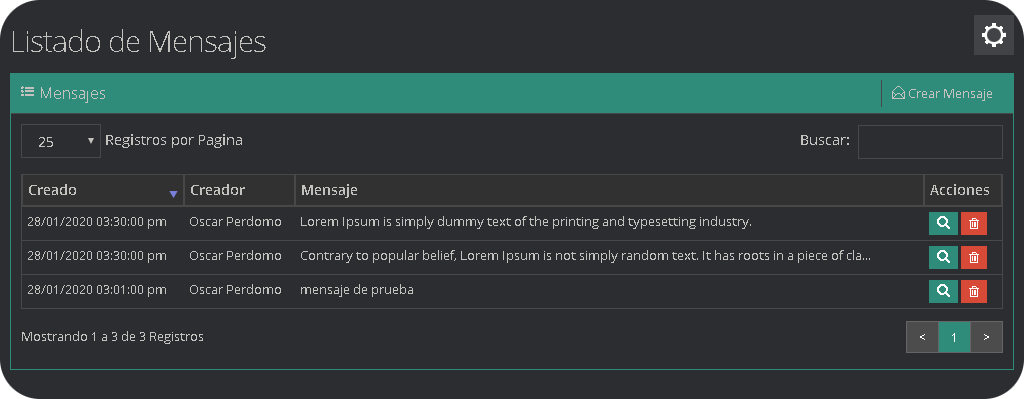 Listado de Mensajes
Mensajes Crear Mensaje
25 Registros por Pagina Buscar:
Creado Creador Mensaje Acciones
28/01/2020 03:30:00 pm Oscar Perdomo Lorem Ipsum is simply dummy text of the printing and typesetting industry.
28/01/2020 03:30:00 pm Oscar Perdomo Contrary to popular belief, Lorem Ipsum is not simply random text. It has roots in a piece of cla...
28/01/2020 03:01:00 pm Oscar Perdomo mensaje de prueba
Mostrando 1 a 3 de 3 Registros < 1 >